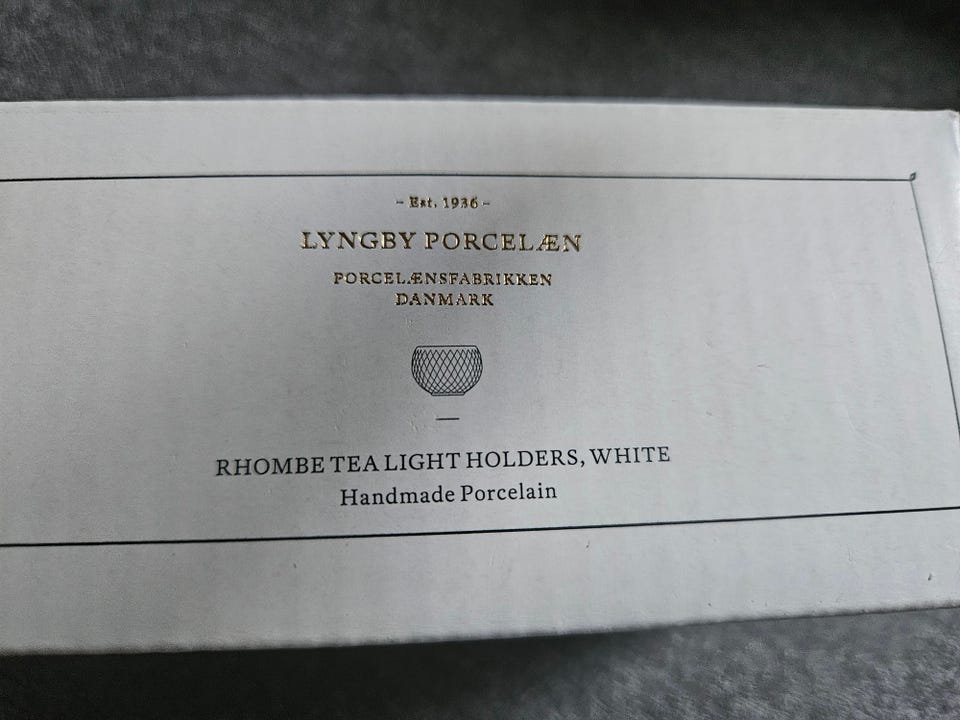 - Est. 1936 -
LYNGBY PORCELÆN
PORCELÆNSFABRIKKEN
DANMARK
RHOMBE TEA LIGHT HOLDERS, WHITE
Handmade Porcelain